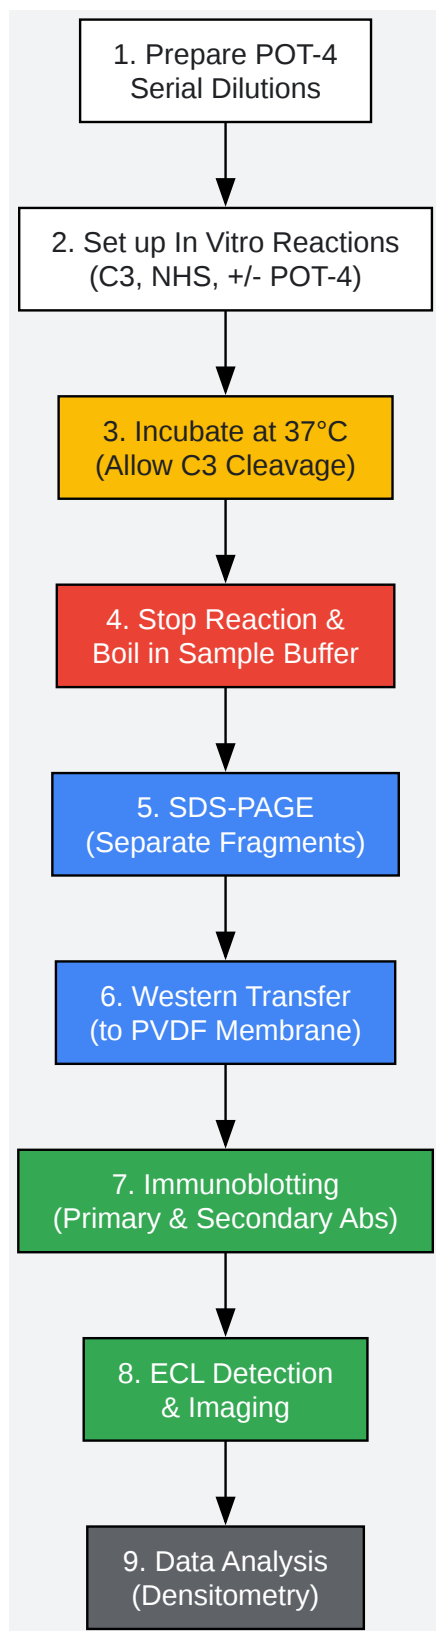 1. Prepare POT-4
Serial Dilutions
2. Set up In Vitro Reactions
(C3, NHS, +/- POT-4)
3. Incubate at 37°C
(Allow C3 Cleavage)
4. Stop Reaction &
Boil in Sample Buffer
5. SDS-PAGE
(Separate Fragments)
6. Western Transfer
(to PVDF Membrane)
7. Immunoblotting
(Primary & Secondary Abs)
8. ECL Detection
& Imaging
9. Data Analysis
(Densitometry)